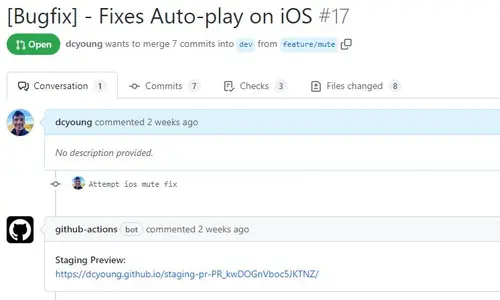 [Bugfix] - Fixes Auto-play on iOS #17
Open dcyoung wants to merge 7 commits into dev from feature/mute
Conversation 1 Commits 7 Checks 3 Files changed 8
dcyoung commented 2 weeks ago
No description provided.
Attempt ios mute fix
github-actions bot commented 2 weeks ago
Staging Preview:
https://dcyoung.github.io/staging-pr-PR_kwDOGnVboc5JKTNZ/